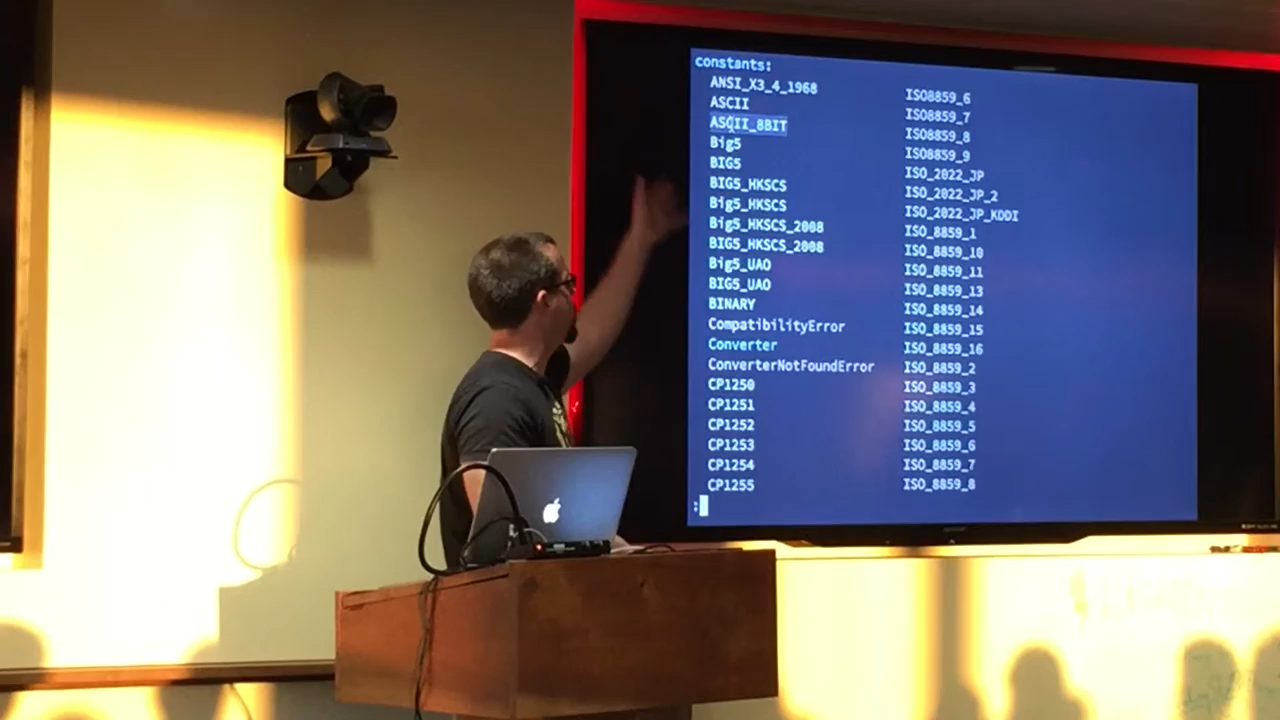 constants:
ANSI_X3_4_1968
ASCII
ASCII_8BIT
Big5
BIG5
BIG5_HKSCS
Big5_HKSCS
Big5_HKSCS_2008
BIG5_HKSCS_2008
Big5_UAO
BIG5_UAO
BINARY
CompatibilityError
Converter
ConverterNotFoundError
CP1250
CP1251
CP1252
CP1253
CP1254
CP1255
:
ISO8859_6
ISO8859_7
ISO8859_8
ISO8859_9
ISO_2022_JP
ISO_2022_JP_2
ISO_2022_JP_KDDI
ISO_8859_1
ISO_8859_10
ISO_8859_11
ISO_8859_13
ISO_8859_14
ISO_8859_15
ISO_8859_16
ISO_8859_2
ISO_8859_3
ISO_8859_4
ISO_8859_5
ISO_8859_6
ISO_8859_7
ISO_8859_8